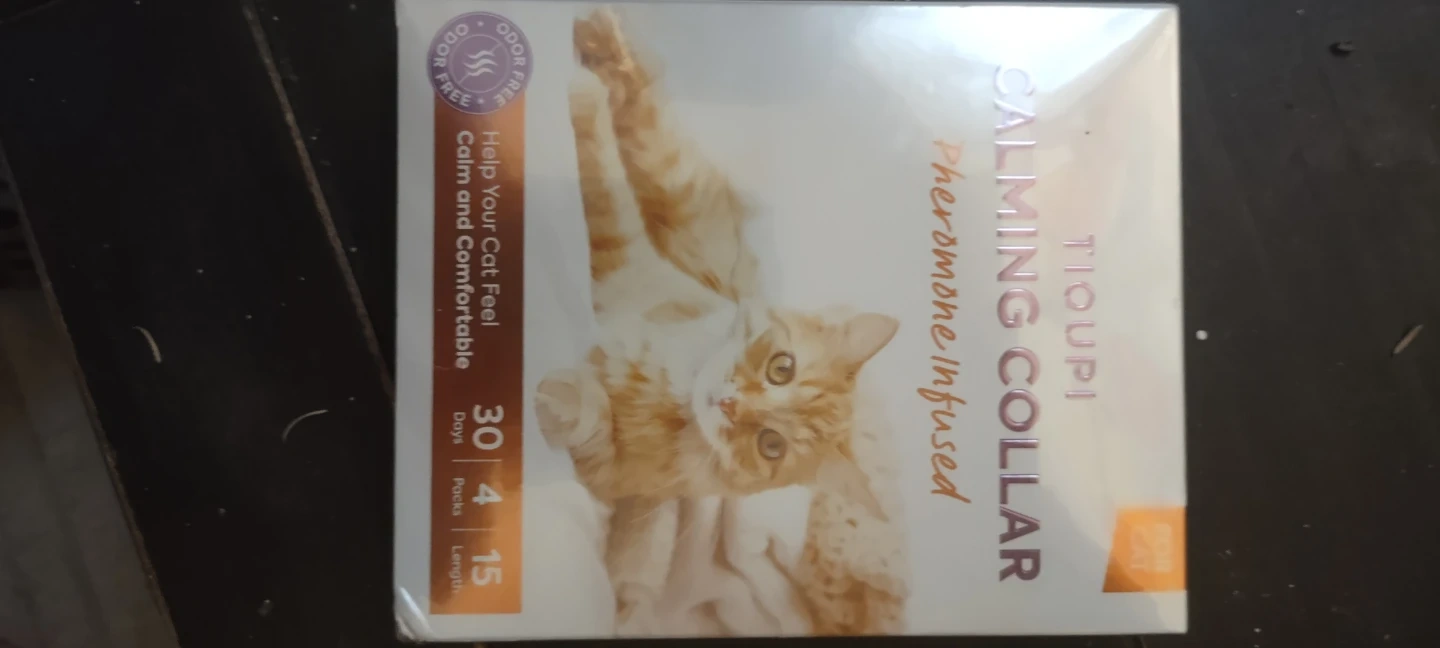 CAT
TIOUPI
CALMING COLLAR
Pheromone Infused
ODOR FREE • ODOR FREE •
Help Your Cat Feel
Calm and Comfortable
30 | 4 | 15
Days | Packs | Length